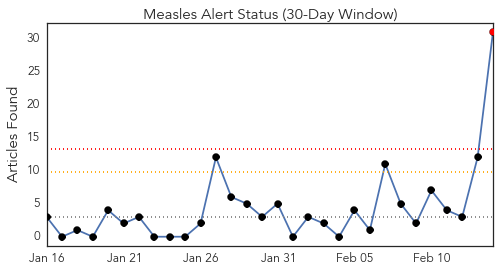 Measles Alert Status (30-Day Window)
Articles Found
30
25
20
15
10
5
0
Jan 16
Jan 21
Jan 26
Jan 31
Feb 05
Feb 10